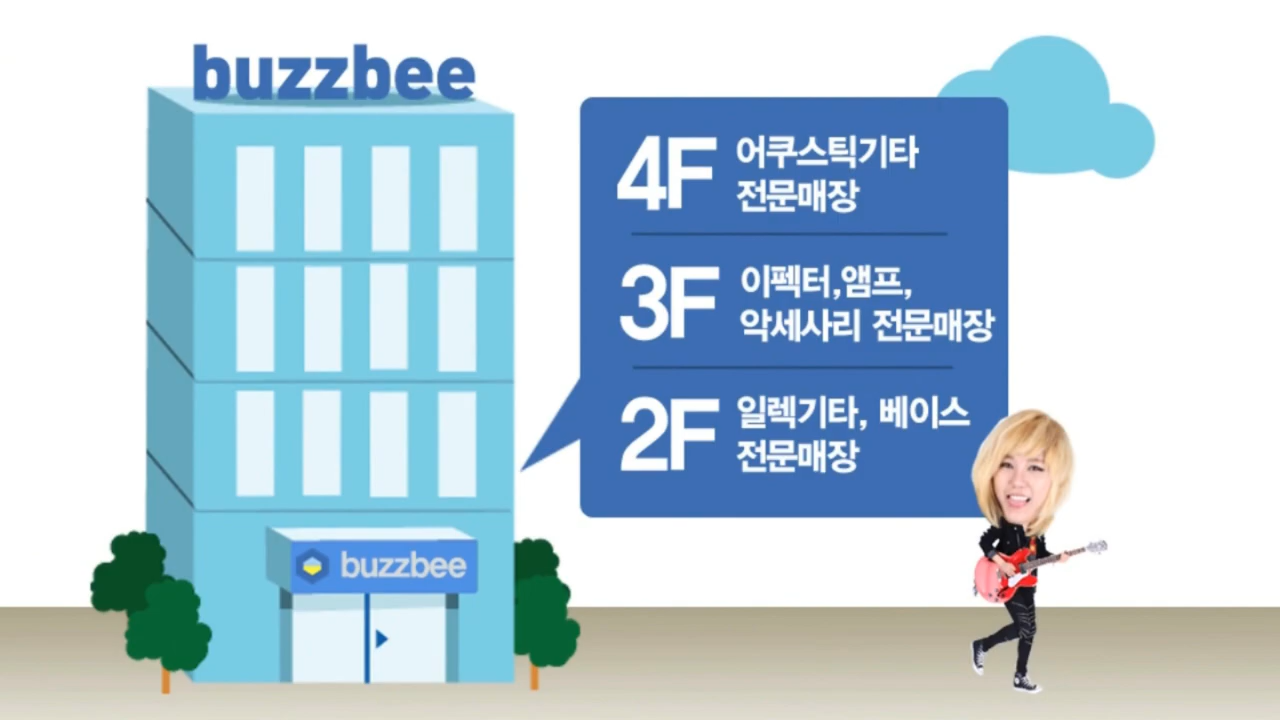 buzzbee
4F 어쿠스틱기타
전문매장
3F 이펙터,앰프,
악세사리 전문매장
2F 일렉기타, 베이스
전문매장
buzzbee